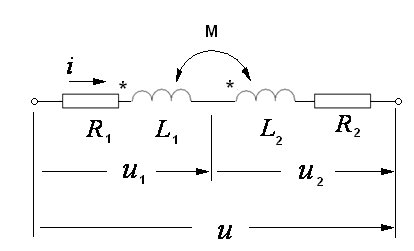 M
i * *
R₁ L₁ L₂ R₂
u₁ u₂
u